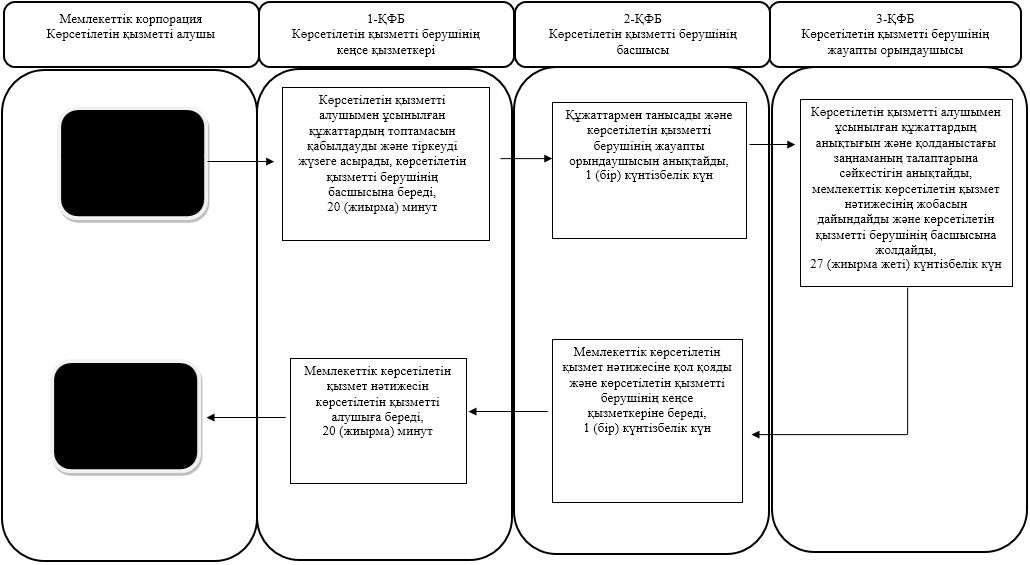 Мемлекеттік корпорация
Көрсетілетін қызметті алушы
1-ҚФБ
Көрсетілетін қызметті берушінің
кеңсе қызметкері
2-ҚФБ
Көрсетілетін қызметті берушінің
басшысы
3-ҚФБ
Көрсетілетін қызметті берушінің
жауапты орындаушысы
Көрсетілетін қызметті
алушымен ұсынылған
құжаттардың топтамасын
қабылдауды және тіркеуді
жүзеге асырады, көрсетілетін
қызметті берушінің
басшысына береді,
20 (жиырма) минут
Құжаттармен танысады және
көрсетілетін қызметті
берушінің жауапты
орындаушысын анықтайды,
1 (бір) күнтізбелік күн
Көрсетілетін қызметті алушымен
ұсынылған құжаттардың
анықтығын және қолданыстағы
заңнаманың талаптарына
сәйкестігін анықтайды,
мемлекеттік көрсетілетін қызмет
нәтижесінің жобасын
дайындайды және көрсетілетін
қызметті берушінің басшысына
жолдайды,
27 (жиырма жеті) күнтізбелік күн
Мемлекеттік көрсетілетін
қызмет нәтижесін
көрсетілетін қызметті
алушыға береді,
20 (жиырма) минут
Мемлекеттік көрсетілетін
қызмет нәтижесіне қол қояды
және көрсетілетін қызметті
берушінің кеңсе
қызметкеріне береді,
1 (бір) күнтізбелік күн